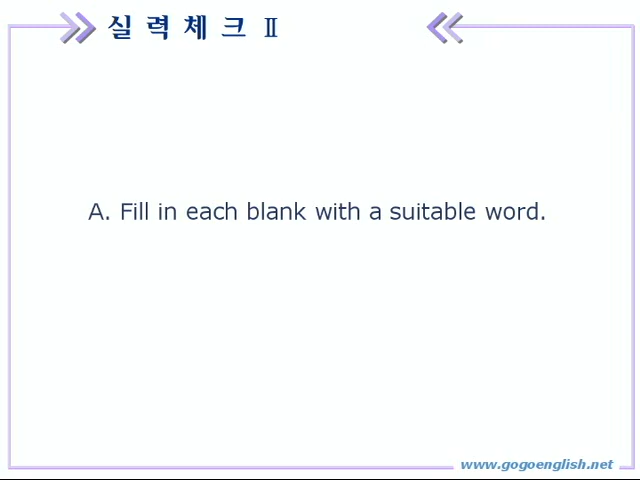 실 력 체 크 Ⅱ
A. Fill in each blank with a suitable word.
www.gogoenglish.net